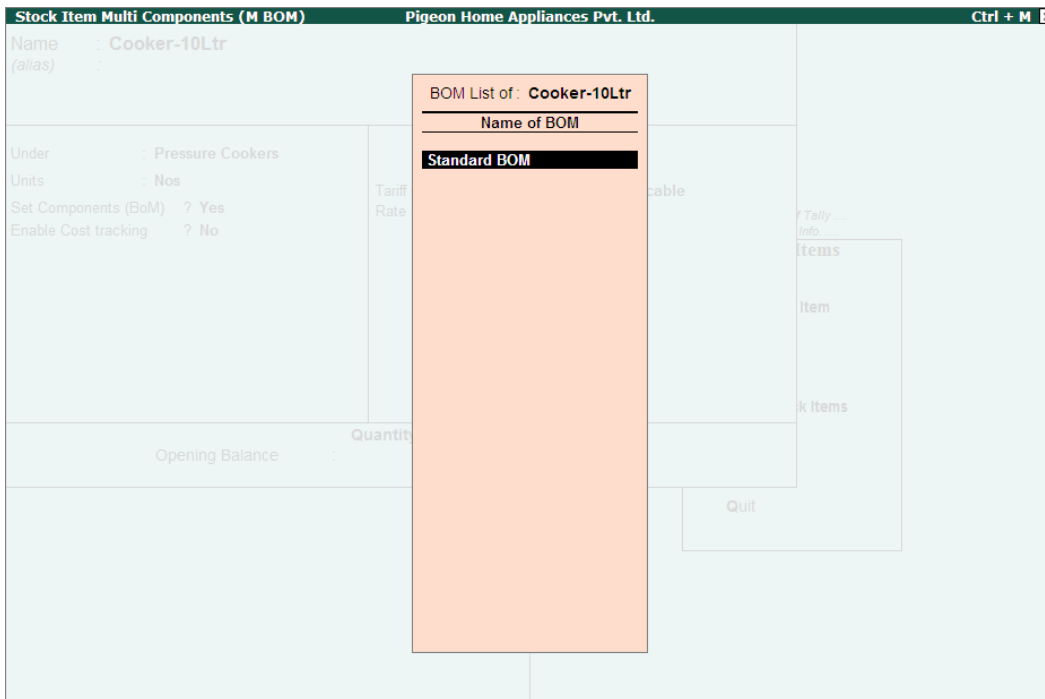 Stock Item Multi Components (M BOM) Pigeon Home Appliances Pvt. Ltd. Ctrl + M
Name : Cooker-10Ltr
(alias) :
BOM List of : Cooker-10Ltr
Name of BOM
Standard BOM
Under : Pressure Cookers
Units : Nos
Set Components (BoM) ? Yes
Enable Cost tracking ? No
Tariff cable
Rate
f Tally.....
Info.
Items
Item
k Items
Quantity
Opening Balance :
Quit